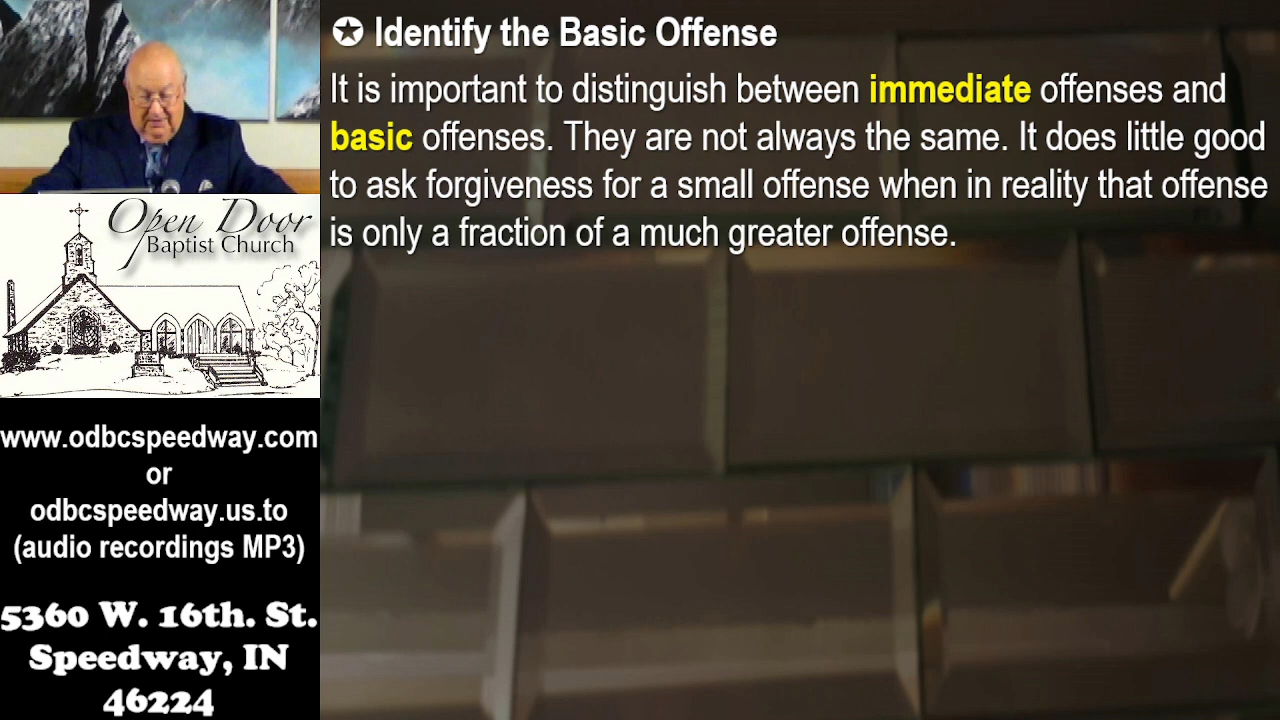 ✪ Identify the Basic Offense
It is important to distinguish between immediate offenses and
basic offenses. They are not always the same. It does little good
to ask forgiveness for a small offense when in reality that offense
is only a fraction of a much greater offense.
Open Door
Baptist Church
www.odbcspeedway.com
or
odbcspeedway.us.to
(audio recordings MP3)
5360 W. 16th. St.
Speedway, IN
46224